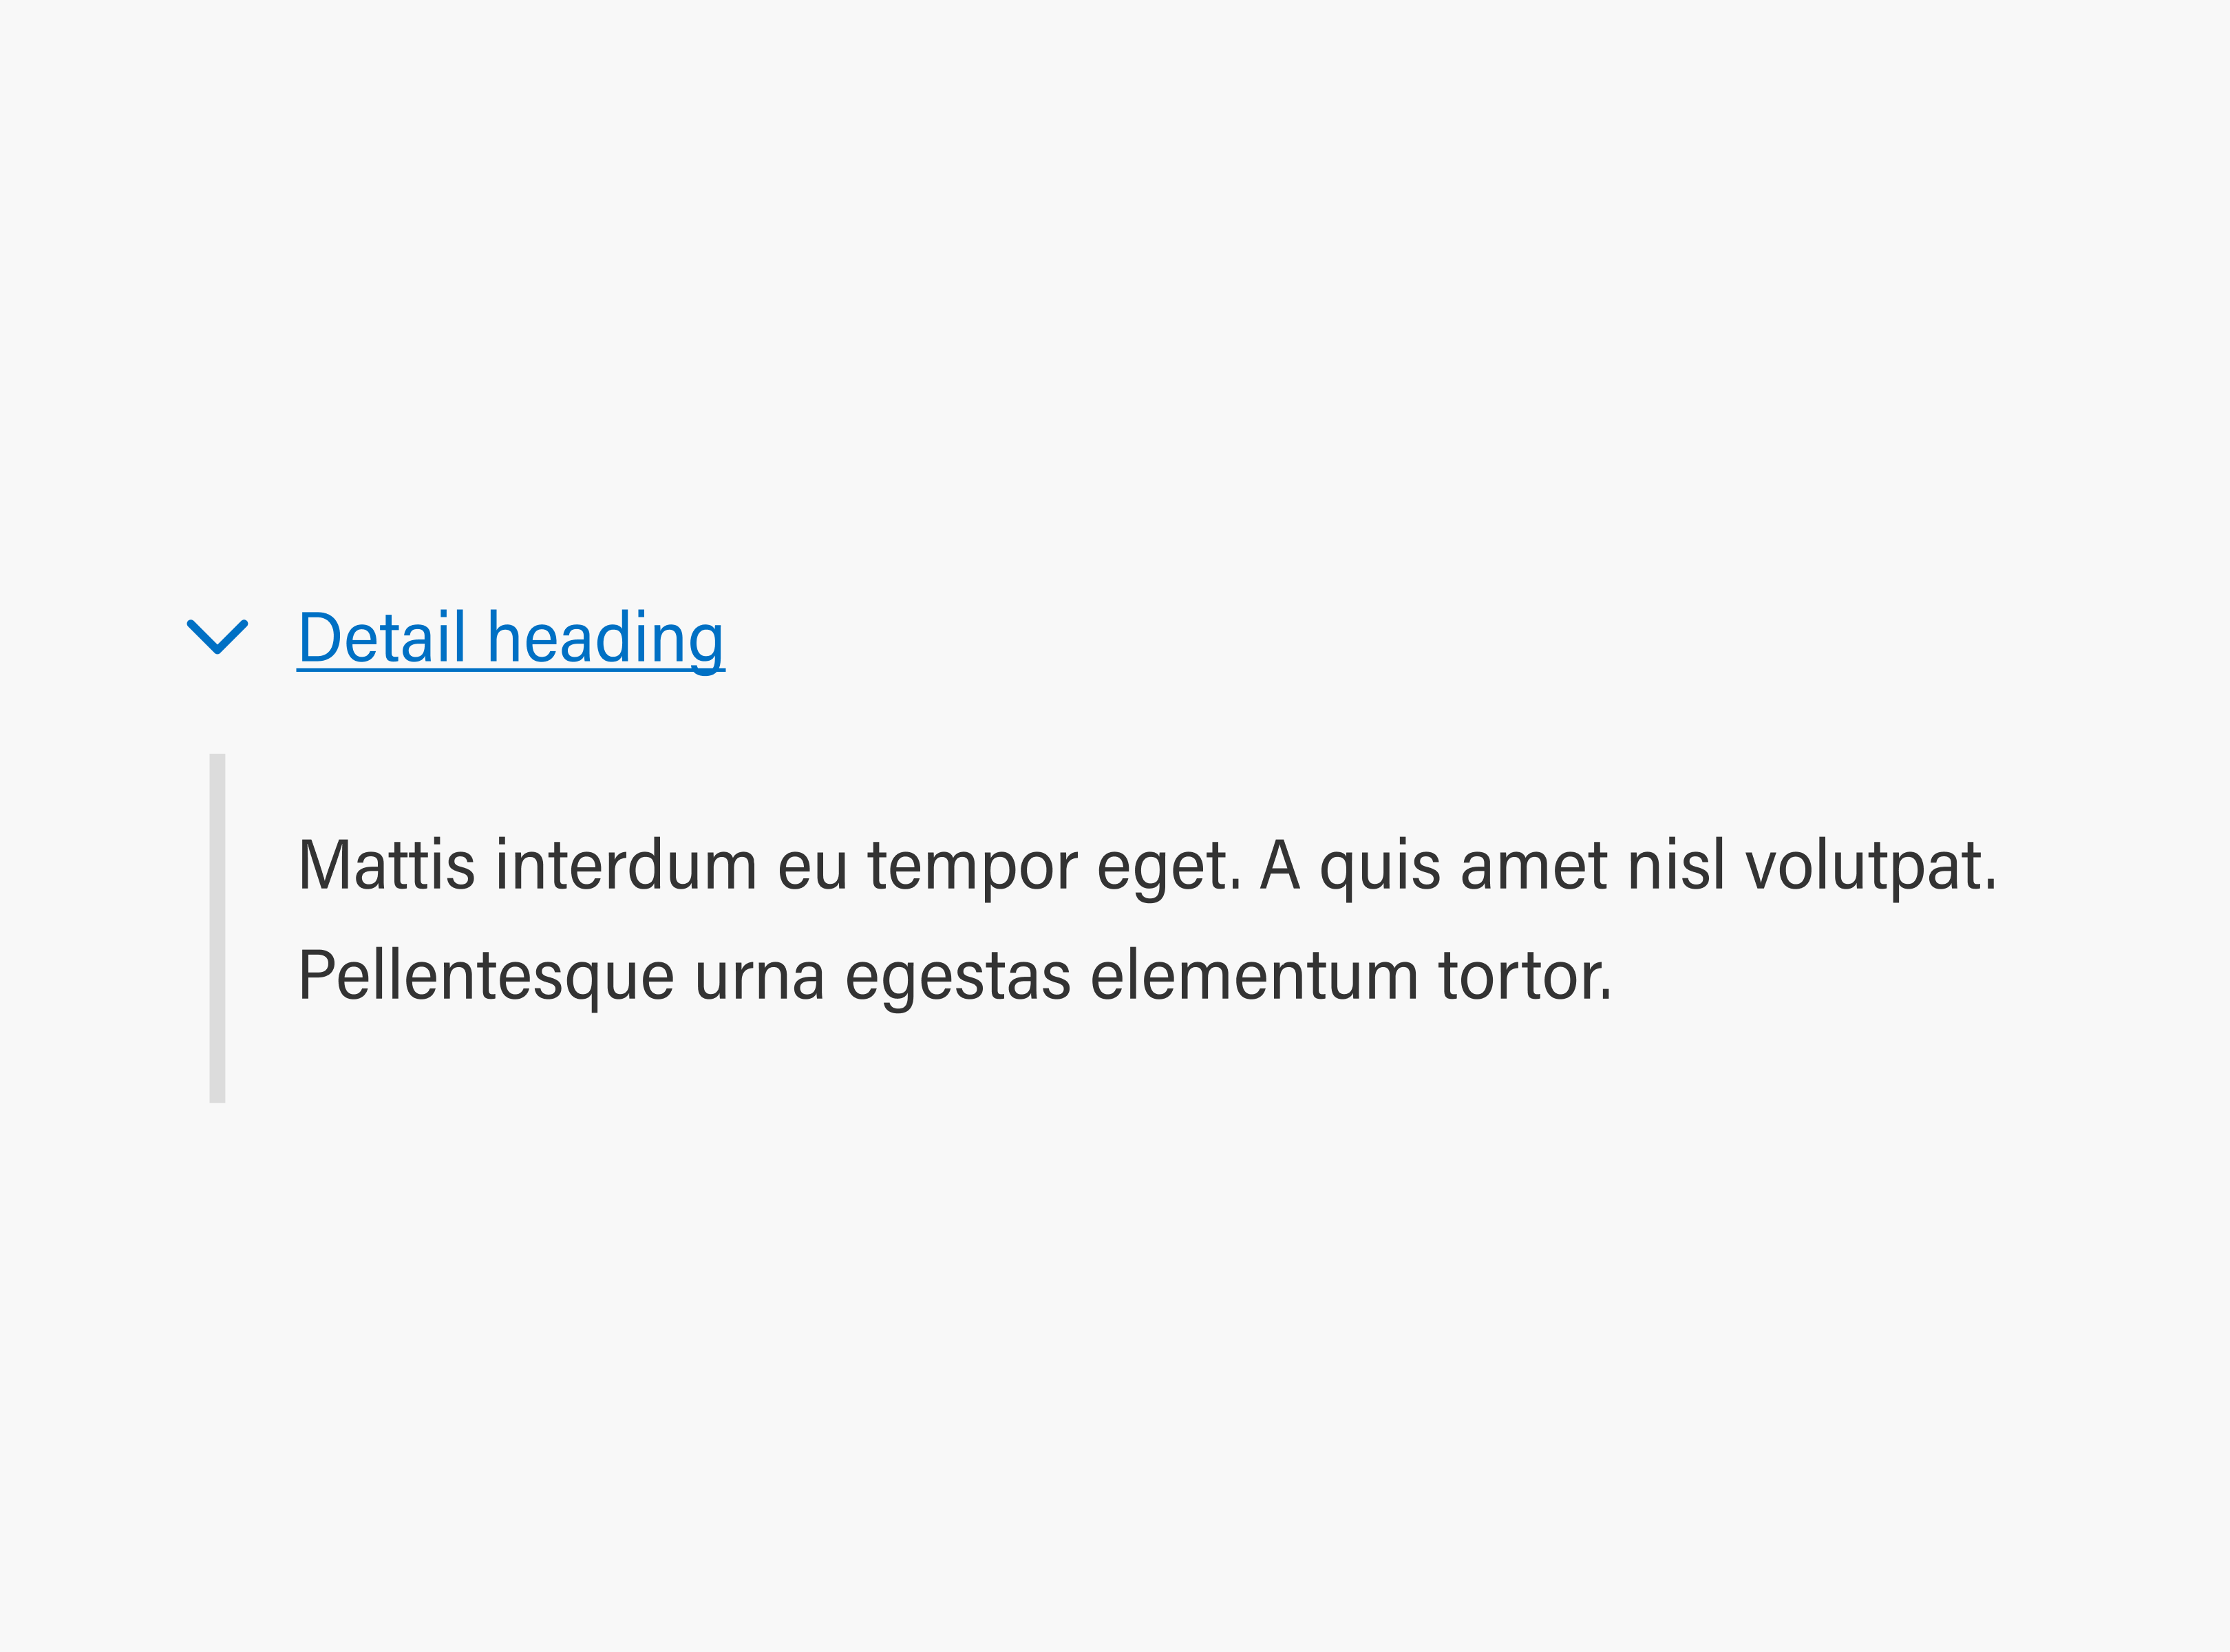 Detail heading
Mattis interdum eu tempor eget. A quis amet nisl volutpat.
Pellentesque urna egestas elementum tortor.